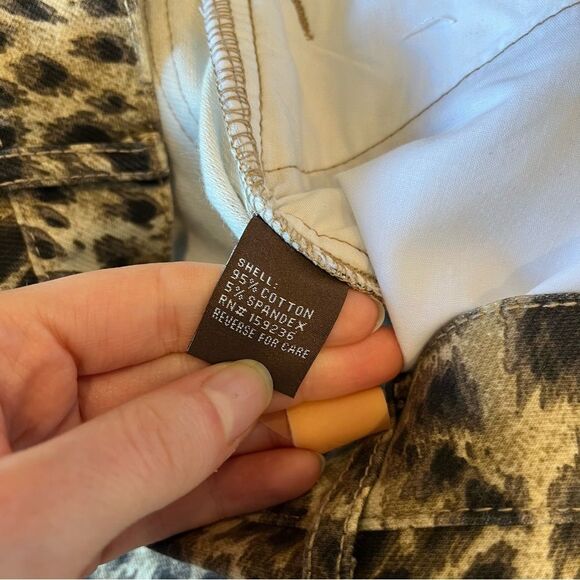 SHELL:
95% COTTON
5% SPANDEX
RN# 159236
REVERSE FOR CARE